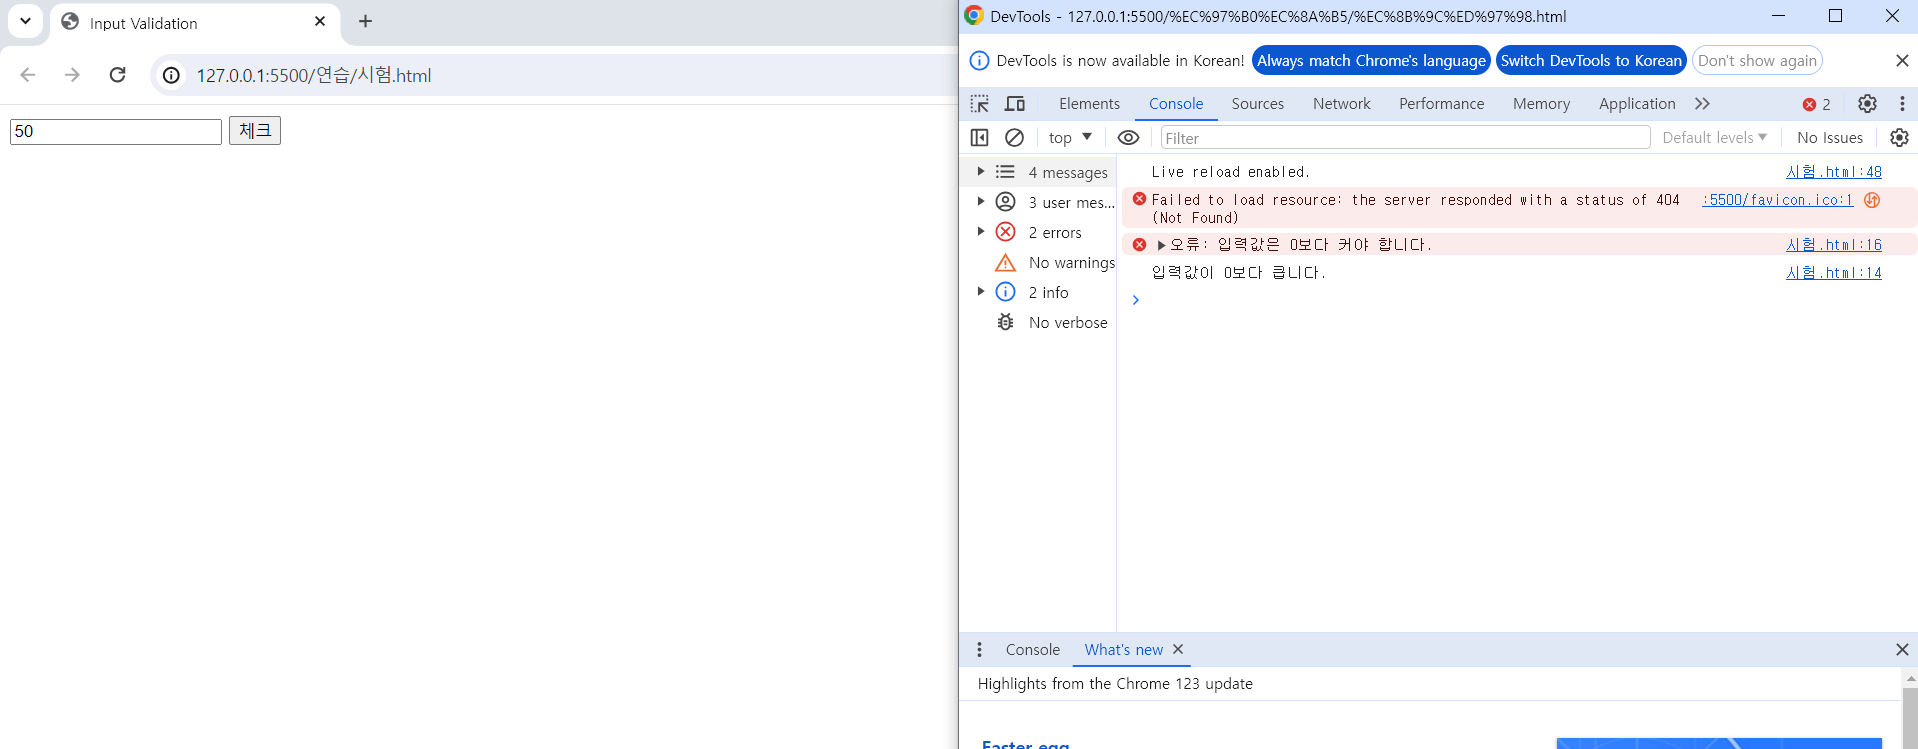 Input Validation
127.0.0.1:5500/연습/시험.html
50 체크
DevTools - 127.0.0.1:5500/%EC%97%B0%EC%8A%B5/%EC%8B%9C%ED%97%98.html
DevTools is now available in Korean! Always match Chrome's language Switch DevTools to Korean Don't show again
Elements Console Sources Network Performance Memory Application 2
top Filter Default levels No Issues
4 messages
3 user mes...
2 errors
No warnings
2 info
No verbose
Live reload enabled. 시험.html:48
Failed to load resource: the server responded with a status of 404 :5500/favicon.ico:1
(Not Found)
오류: 입력값은 0보다 커야 합니다. 시험.html:16
입력값이 0보다 큽니다. 시험.html:14
Console What's new
Highlights from the Chrome 123 update
Easter egg